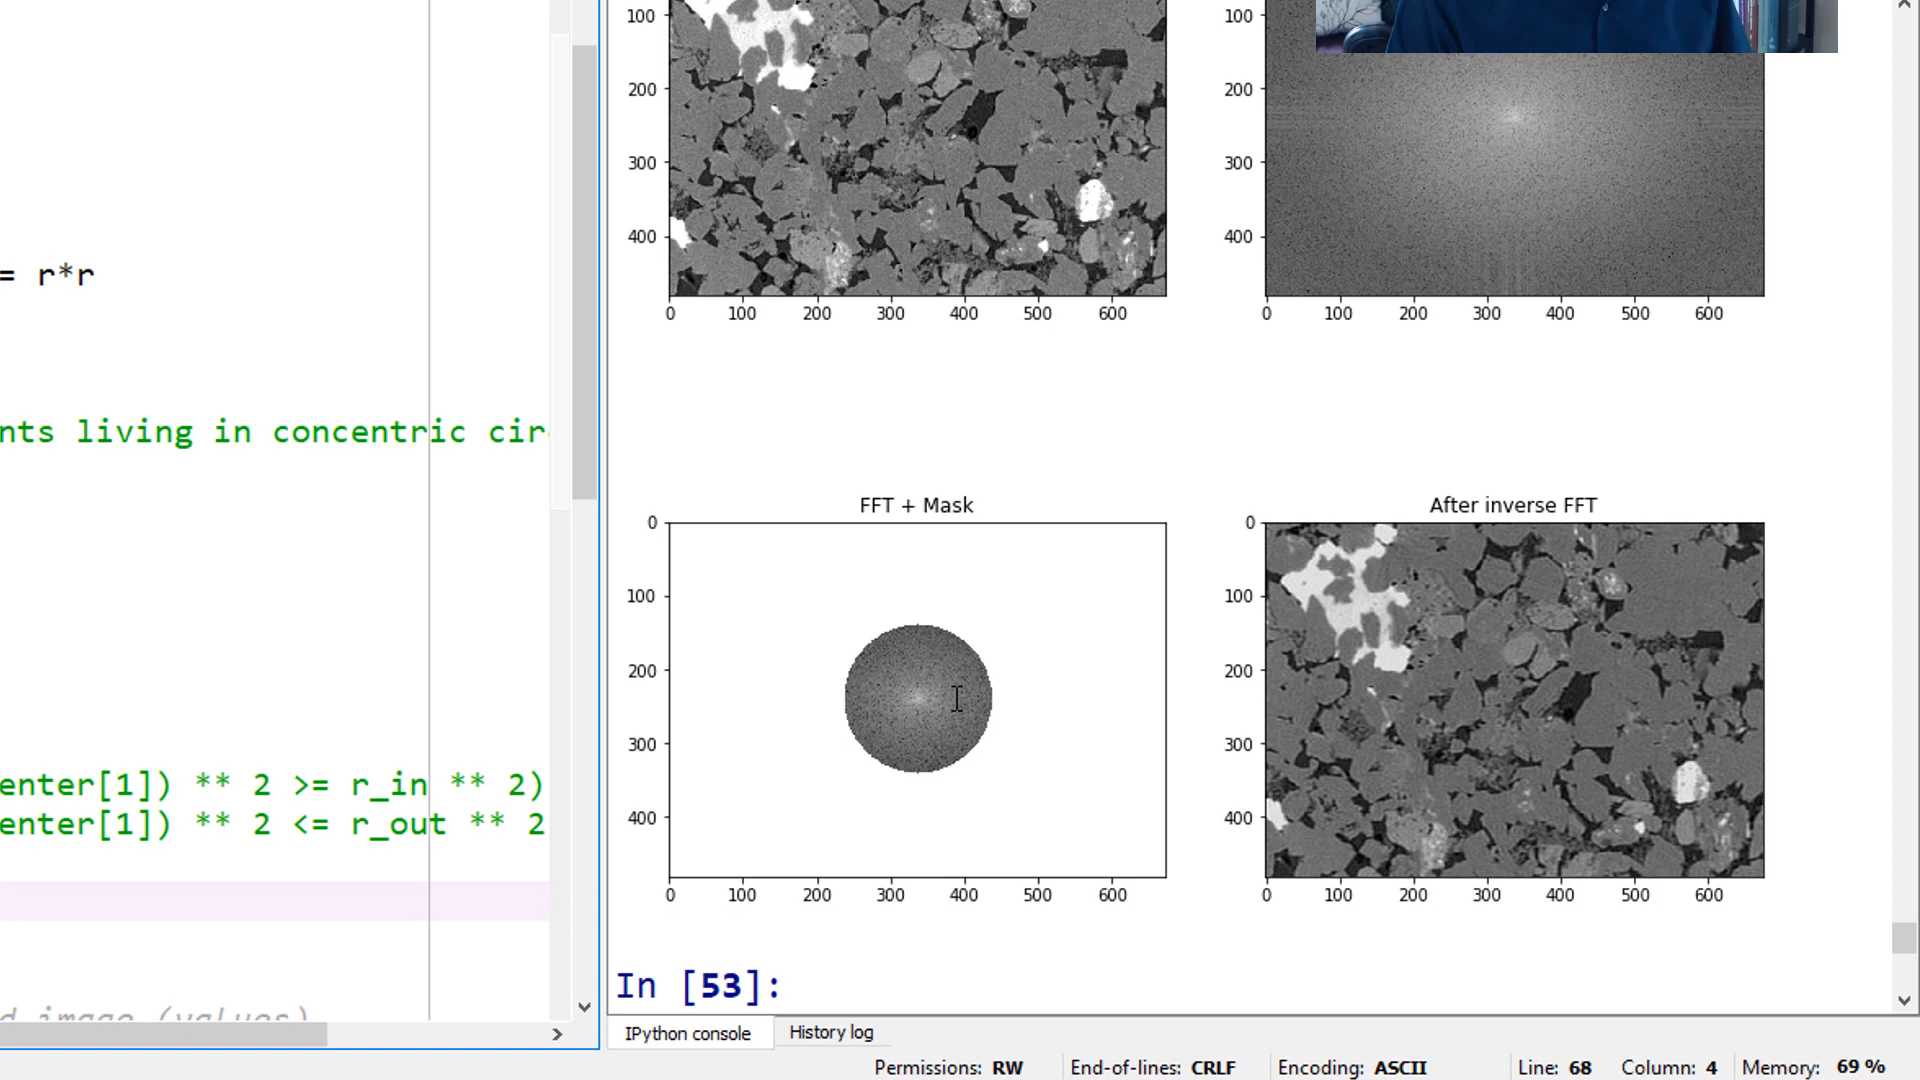 = r*r
nts living in concentric cir
enter[1]) ** 2 >= r_in ** 2)
enter[1]) ** 2 <= r_out ** 2
d image (values)
100
200
300
400
0 100 200 300 400 500 600
100
200
300
400
0 100 200 300 400 500 600
FFT + Mask
0
100
200
300
400
0 100 200 300 400 500 600
After inverse FFT
0
100
200
300
400
0 100 200 300 400 500 600
In [53]:
IPython console History log
Permissions: RW End-of-lines: CRLF Encoding: ASCII Line: 68 Column: 4 Memory: 69 %